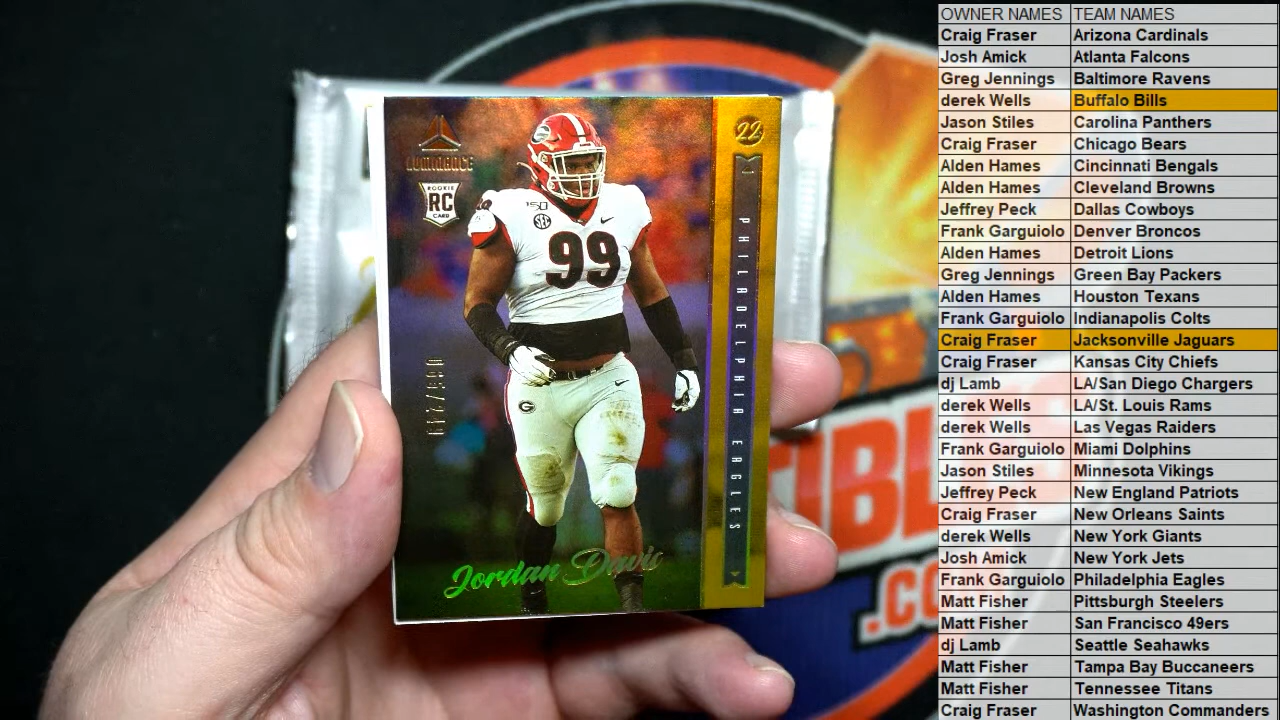 LUMINANCE
ROOKIE
RC
CARD
150
SEC
99
G
22
PHILADELPHIA EAGLES
Jordan Davis
TIBLES
.CO
OWNER NAMES TEAM NAMES
Craig Fraser Arizona Cardinals
Josh Amick Atlanta Falcons
Greg Jennings Baltimore Ravens
derek Wells Buffalo Bills
Jason Stiles Carolina Panthers
Craig Fraser Chicago Bears
Alden Hames Cincinnati Bengals
Alden Hames Cleveland Browns
Jeffrey Peck Dallas Cowboys
Frank Garguiolo Denver Broncos
Alden Hames Detroit Lions
Greg Jennings Green Bay Packers
Alden Hames Houston Texans
Frank Garguiolo Indianapolis Colts
Craig Fraser Jacksonville Jaguars
Craig Fraser Kansas City Chiefs
dj Lamb LA/San Diego Chargers
derek Wells LA/St. Louis Rams
derek Wells Las Vegas Raiders
Frank Garguiolo Miami Dolphins
Jason Stiles Minnesota Vikings
Jeffrey Peck New England Patriots
Craig Fraser New Orleans Saints
derek Wells New York Giants
Josh Amick New York Jets
Frank Garguiolo Philadelphia Eagles
Matt Fisher Pittsburgh Steelers
Matt Fisher San Francisco 49ers
dj Lamb Seattle Seahawks
Matt Fisher Tampa Bay Buccaneers
Matt Fisher Tennessee Titans
Craig Fraser Washington Commanders